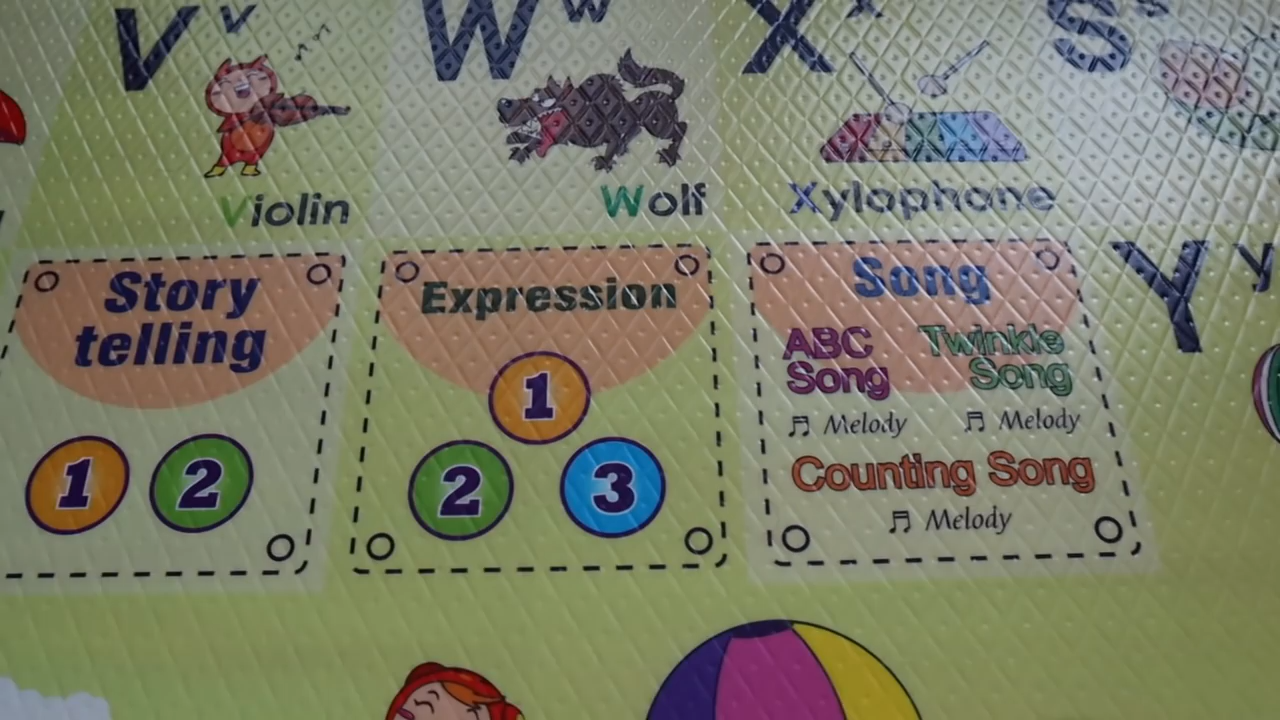 V v
W w
X x
S s
Violin
Wolf
Xylophone
Story
telling
1
2
Expression
1
2
3
Song
ABC
Song
Twinkle
Song
Melody
Melody
Counting Song
Melody
Y y